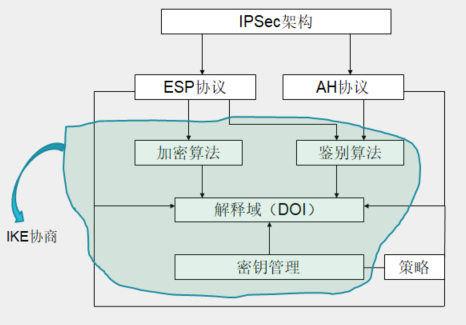 IPSec架构
ESP协议
AH协议
加密算法
鉴别算法
解释域（DOI）
IKE协商
密钥管理
策略